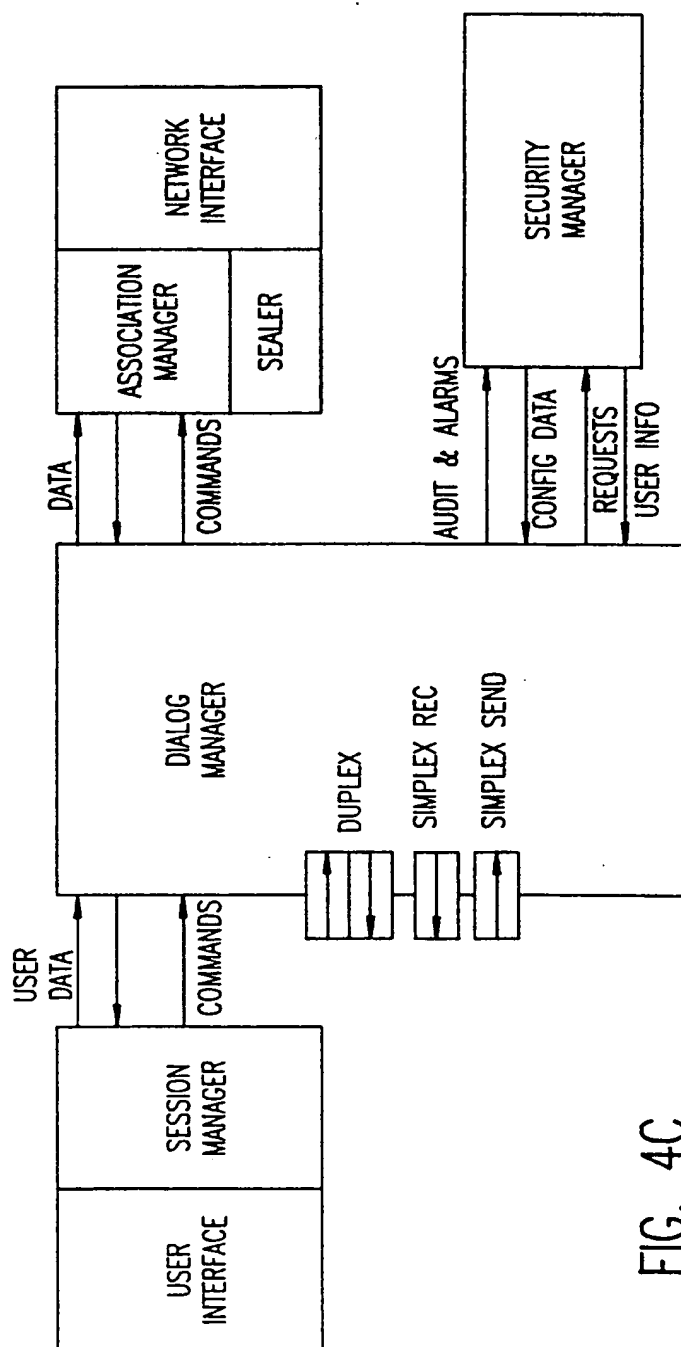 USER
INTERFACE
SESSION
MANAGER
USER
DATA
COMMANDS
DIALOG
MANAGER
DUPLEX
SIMPLEX REC
SIMPLEX SEND
DATA
COMMANDS
ASSOCIATION
MANAGER
SEALER
NETWORK
INTERFACE
AUDIT & ALARMS
CONFIG DATA
REQUESTS
USER INFO
SECURITY
MANAGER
FIG. 4C